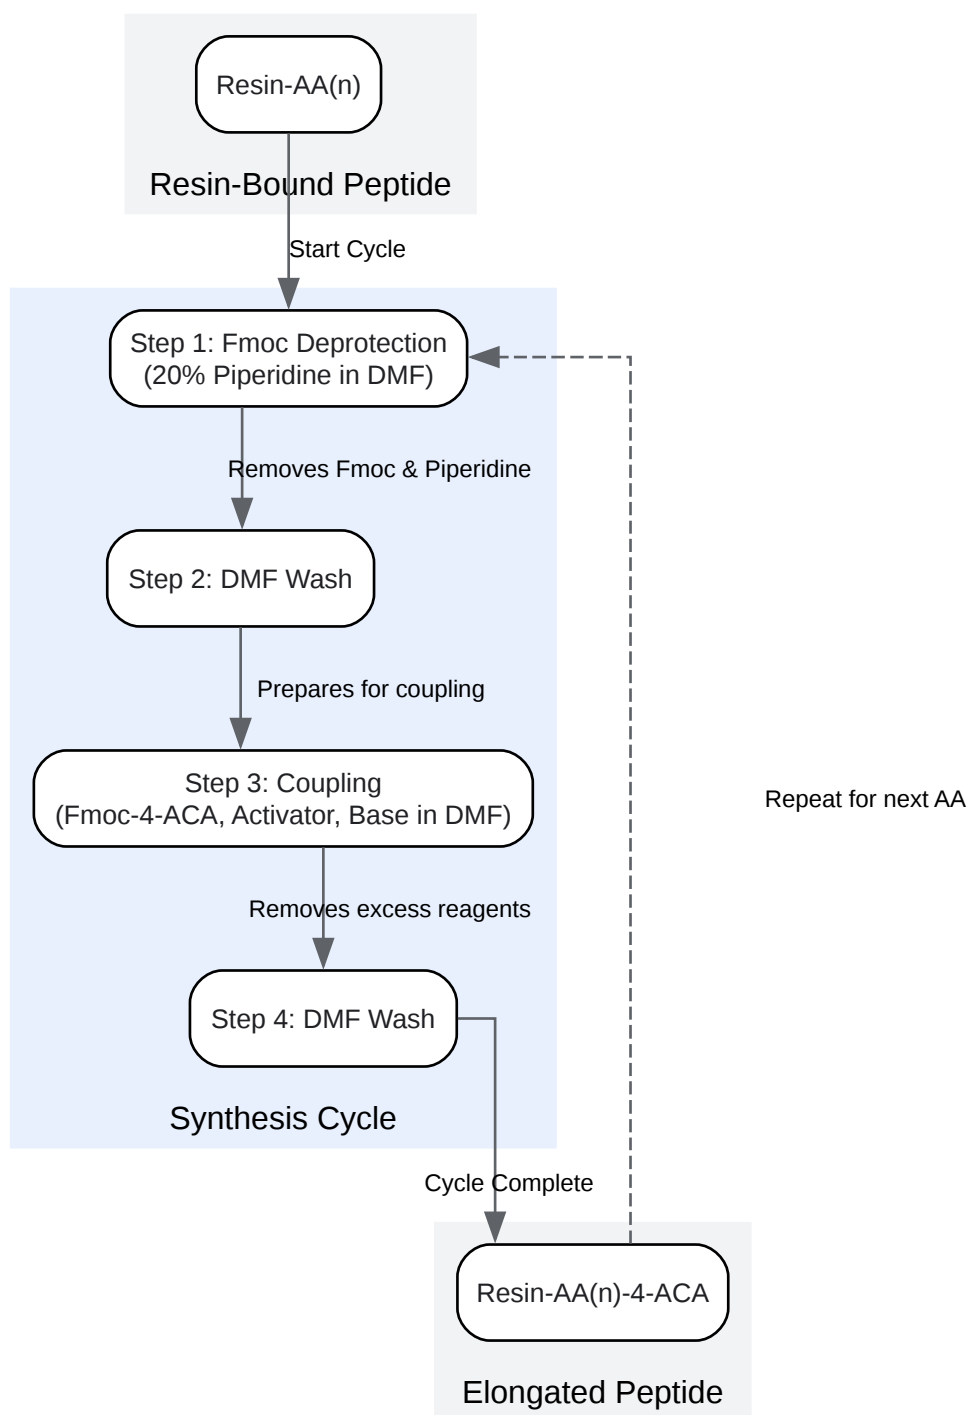 Resin-AA(n)
Resin-Bound Peptide
Start Cycle
Step 1: Fmoc Deprotection
(20% Piperidine in DMF)
Removes Fmoc & Piperidine
Step 2: DMF Wash
Prepares for coupling
Step 3: Coupling
(Fmoc-4-ACA, Activator, Base in DMF)
Repeat for next AA
Removes excess reagents
Step 4: DMF Wash
Synthesis Cycle
Cycle Complete
Resin-AA(n)-4-ACA
Elongated Peptide